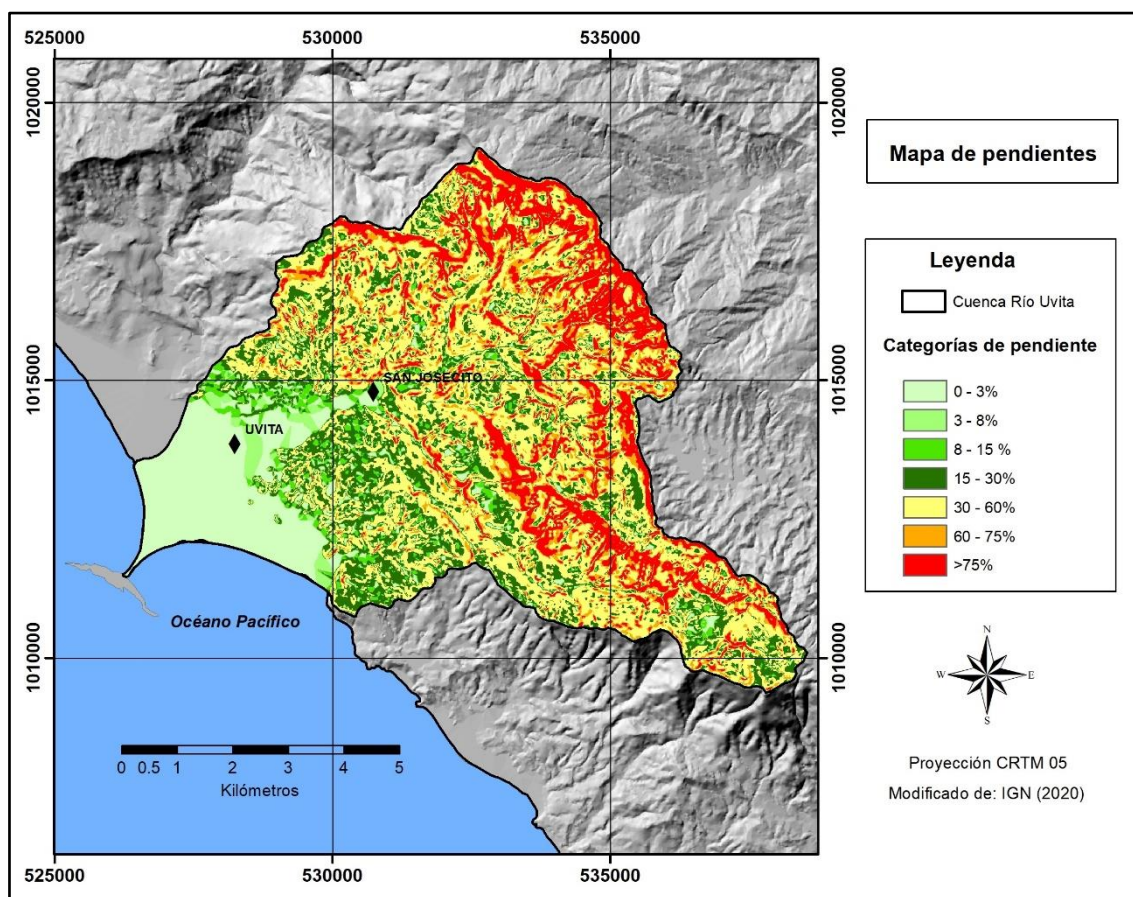 525000 530000 535000
1020000 1020000
1015000 1015000
1010000 1010000
SAN JOSECITO
UVITA
Océano Pacífico
0 0.5 1 2 3 4 5
Kilómetros
525000 530000 535000
Mapa de pendientes
Leyenda
Cuenca Río Uvita
Categorías de pendiente
0 - 3%
3 - 8%
8 - 15 %
15 - 30%
30 - 60%
60 - 75%
>75%
N
W E
S
Proyección CRTM 05
Modificado de: IGN (2020)